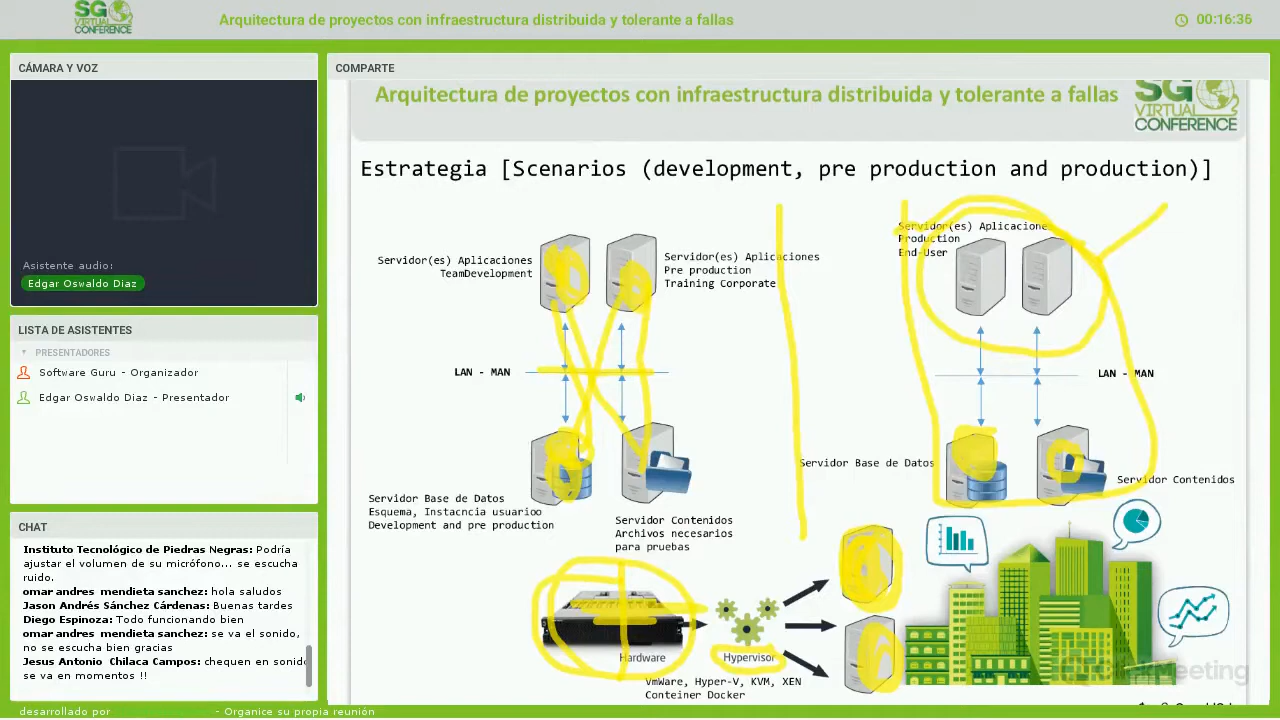 SG
VIRTUAL
CONFERENCE
Arquitectura de proyectos con infraestructura distribuida y tolerante a fallas
00:16:36
CÁMARA Y VOZ
Asistente audio:
Edgar Oswaldo Diaz
LISTA DE ASISTENTES
PRESENTADORES
Software Guru - Organizador
Edgar Oswaldo Diaz - Presentador
CHAT
Instituto Tecnológico de Piedras Negras: Podría
ajustar el volumen de su micrófono... se escucha
ruido.
omar andres mendieta sanchez: hola saludos
Jason Andrés Sánchez Cárdenas: Buenas tardes
Diego Espinoza: Todo funcionando bien
omar andres mendieta sanchez: se va el sonido,
no se escucha bien gracias
Jesus Antonio Chilaca Campos: chequen en sonido
se va en momentos !!
desarrollado por
- Organice su propia reunión
COMPARTE
Arquitectura de proyectos con infraestructura distribuida y tolerante a fallas
SG
VIRTUAL
CONFERENCE
Estrategia [Scenarios (development, pre production and production)]
Servidor(es) Aplicaciones
TeamDevelopment
Servidor(es) Aplicaciones
Pre production
Training Corporate
Servidor(es) Aplicaciones
Production
End-User
LAN - MAN
LAN - MAN
Servidor Base de Datos
Esquema, Instacncia usuarioo
Development and pre production
Servidor Contenidos
Archivos necesarios
para pruebas
Servidor Base de Datos
Servidor Contenidos
Hardware
Hypervisor
VmWare, Hyper-V, KVM, XEN
Conteiner Docker
ClickMeeting